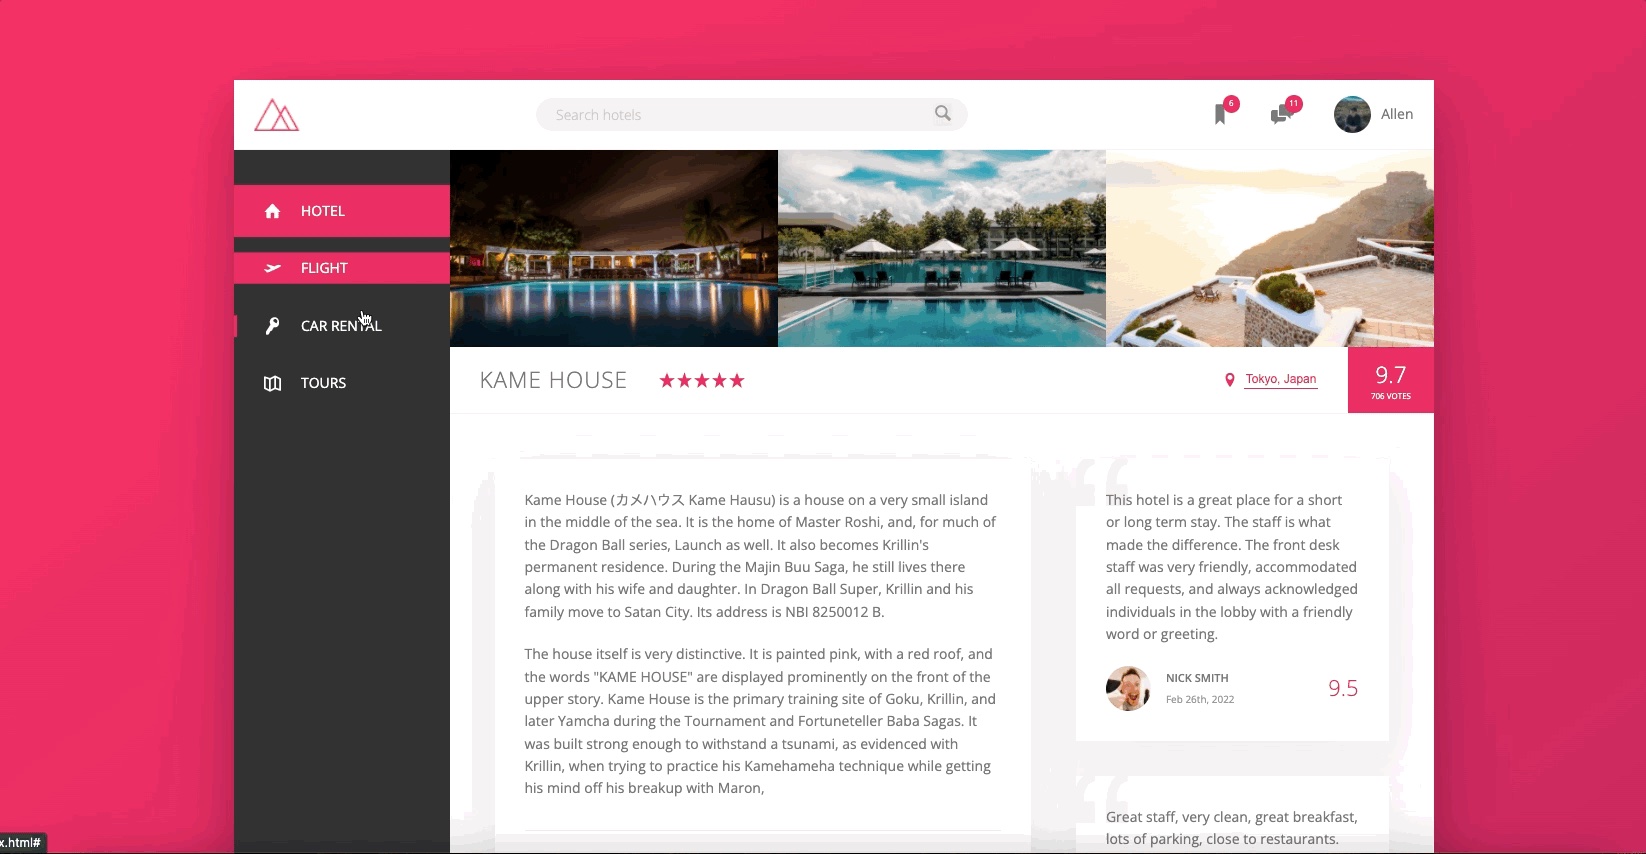 Search hotels
6
11
Allen
HOTEL
FLIGHT
CAR RENTAL
TOURS
KAME HOUSE
Tokyo, Japan
9.7
706 VOTES
Kame House (カメハウス Kame Hausu) is a house on a very small island
in the middle of the sea. It is the home of Master Roshi, and, for much of
the Dragon Ball series, Launch as well. It also becomes Krillin's
permanent residence. During the Majin Buu Saga, he still lives there
along with his wife and daughter. In Dragon Ball Super, Krillin and his
family move to Satan City. Its address is NBI 8250012 B.
The house itself is very distinctive. It is painted pink, with a red roof, and
the words "KAME HOUSE" are displayed prominently on the front of the
upper story. Kame House is the primary training site of Goku, Krillin, and
later Yamcha during the Tournament and Fortuneteller Baba Sagas. It
was built strong enough to withstand a tsunami, as evidenced with
Krillin, when trying to practice his Kamehameha technique while getting
his mind off his breakup with Maron,
This hotel is a great place for a short
or long term stay. The staff is what
made the difference. The front desk
staff was very friendly, accommodated
all requests, and always acknowledged
individuals in the lobby with a friendly
word or greeting.
NICK SMITH
Feb 26th, 2022
9.5
Great staff, very clean, great breakfast,
lots of parking, close to restaurants.
x.html#